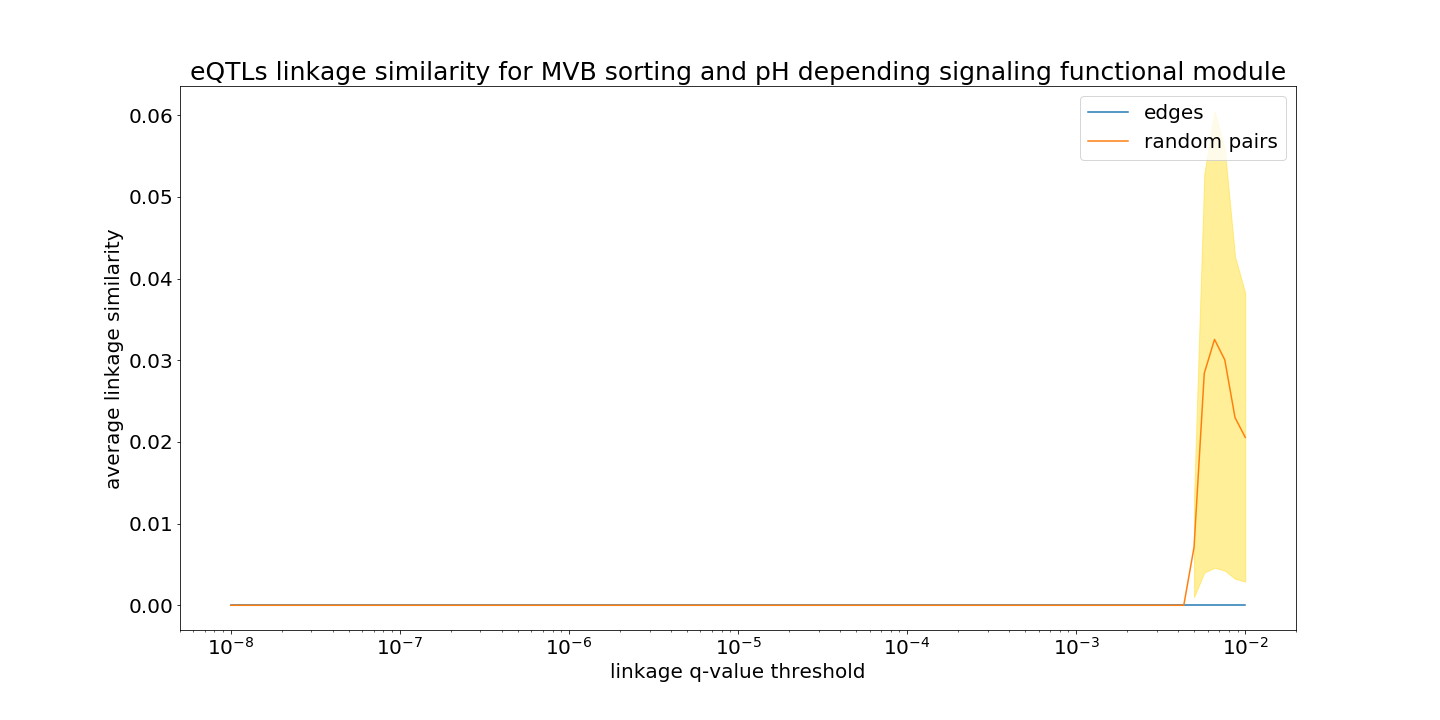 eQTLs linkage similarity for MVB sorting and pH depending signaling functional module
edges
random pairs
0.06
0.05
0.04
0.03
0.02
0.01
0.00
average linkage similarity
10⁻⁸ 10⁻⁷ 10⁻⁶ 10⁻⁵ 10⁻⁴ 10⁻³ 10⁻²
linkage q-value threshold